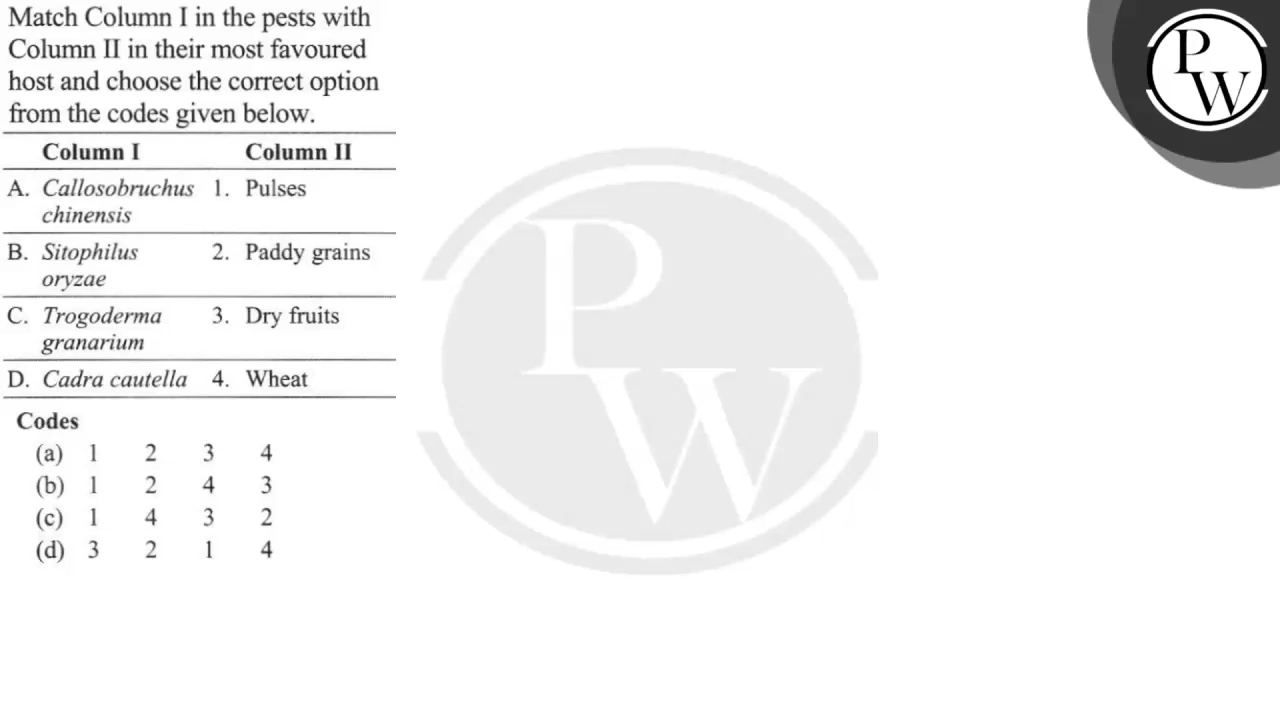 Match Column I in the pests with
Column II in their most favoured
host and choose the correct option
from the codes given below.
Column I Column II
A. Callosobruchus 1. Pulses
chinensis
B. Sitophilus 2. Paddy grains
oryzae
C. Trogoderma 3. Dry fruits
granarium
D. Cadra cautella 4. Wheat
Codes
(a) 1 2 3 4
(b) 1 2 4 3
(c) 1 4 3 2
(d) 3 2 1 4
P
W
P
W